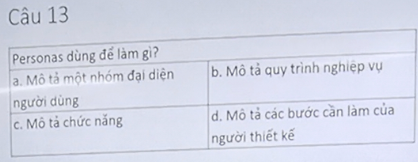 Câu 13
Personas dùng để làm gì?
a. Mô tả một nhóm đại diện
người dùng
b. Mô tả quy trình nghiệp vụ
c. Mô tả chức năng
d. Mô tả các bước cần làm của
người thiết kế